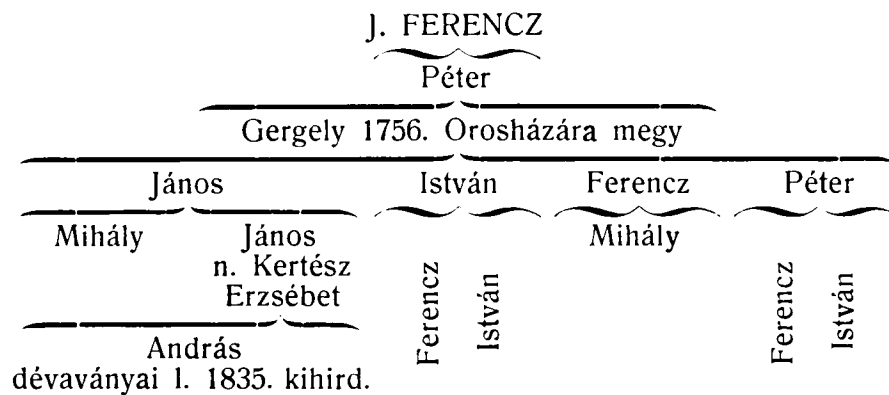 J. FERENCZ
Péter
Gergely 1756. Orosházára megy
János István Ferencz Péter
Mihály János Mihály
n. Kertész
Erzsébet
Ferencz
István
Ferencz
István
András
dévaványai l. 1835. kihird.